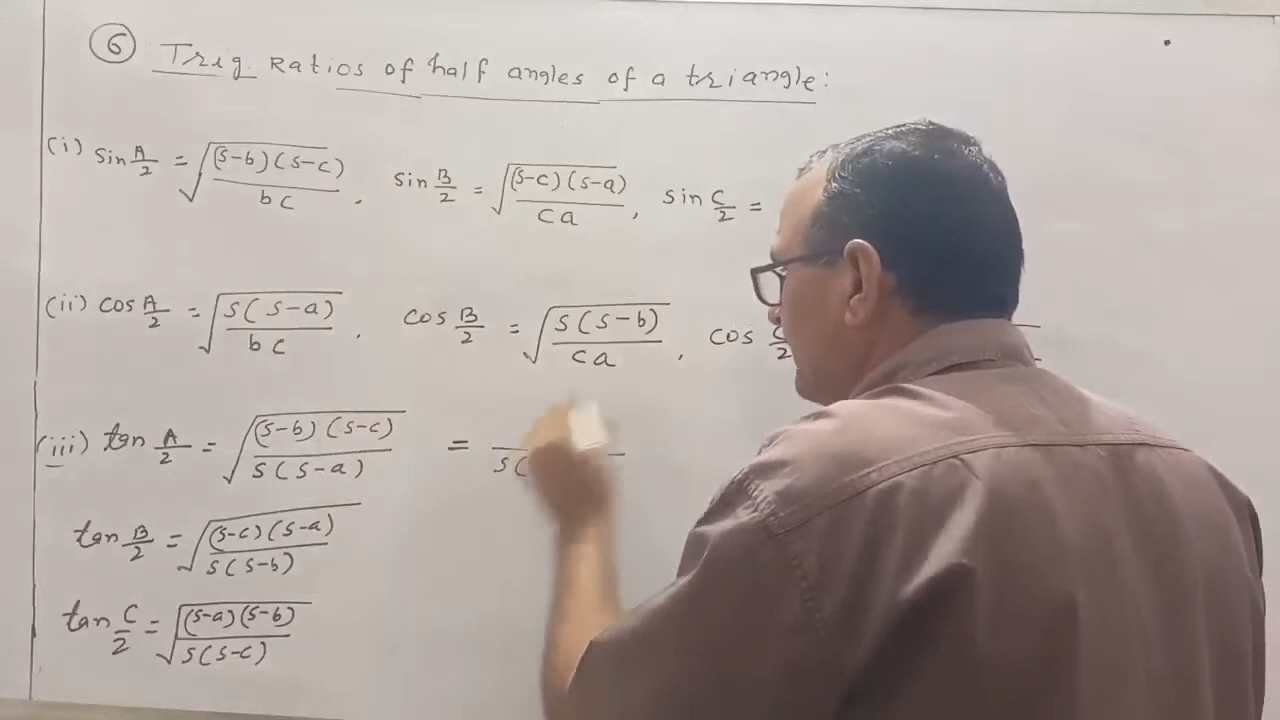 6 Trig. Ratios of half angles of a triangle:
(i) sin A/2 = √((s-b)(s-c)/bc), sin B/2 = √((s-c)(s-a)/ca), sin C/2 =
(ii) cos A/2 = √(s(s-a)/bc), cos B/2 = √(s(s-b)/ca), cos C/2
(iii) tan A/2 = √((s-b)(s-c)/s(s-a)) = s(
tan B/2 = √((s-c)(s-a)/s(s-b))
tan C/2 = √((s-a)(s-b)/s(s-c))